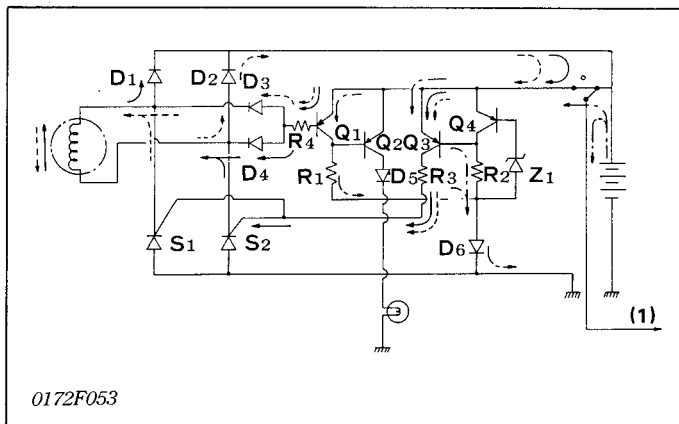 D1 D2 D3
Q1 Q2 Q3 Q4
R4
D4 R1 D5 R3 R2 Z1
S1 S2 D6
(1)
0172F053